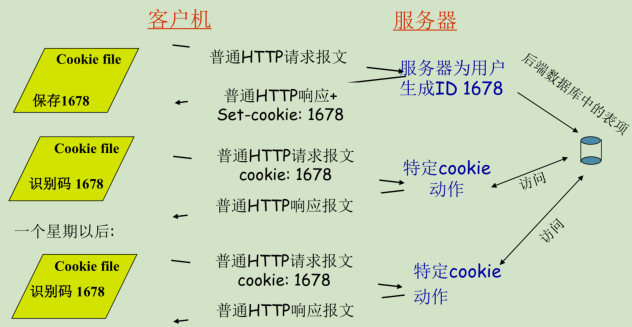 客户机
服务器
Cookie file
保存1678
普通HTTP请求报文
服务器为用户
生成ID 1678
后端数据库中的表项
普通HTTP响应+
Set-cookie: 1678
Cookie file
识别码 1678
普通HTTP请求报文
cookie: 1678
特定cookie
动作
访问
普通HTTP响应报文
一个星期以后:
访问
Cookie file
识别码 1678
普通HTTP请求报文
cookie: 1678
特定cookie
动作
普通HTTP响应报文